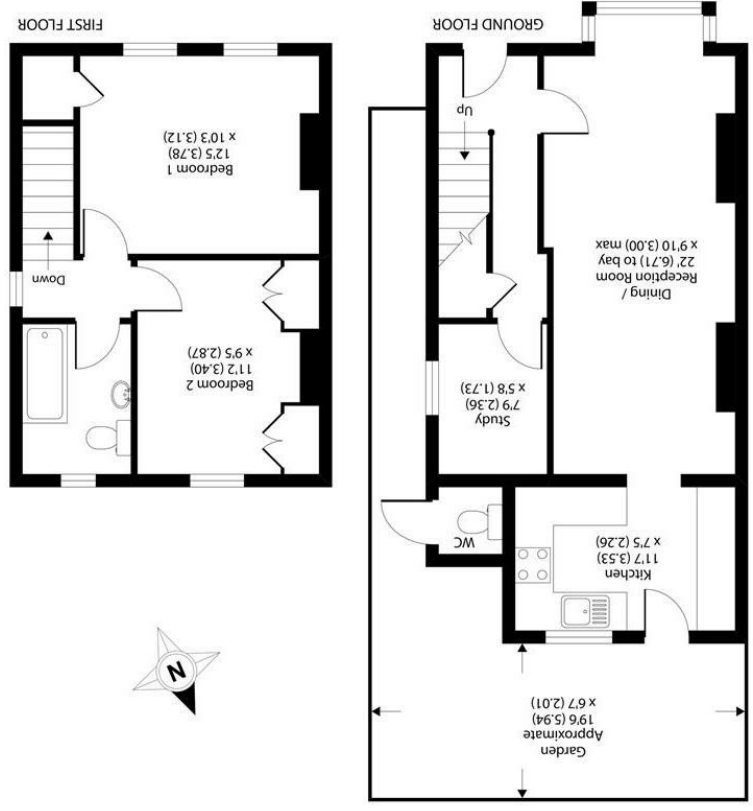 Garden
Approximate
19'6 (5.94)
x 6'7 (2.01)
Kitchen
11'7 (3.53)
x 7'5 (2.26)
WC
Study
7'9 (2.36)
x 5'8 (1.73)
Dining /
Reception Room
22' (6.71) to bay
x 9'10 (3.00) max
Up
GROUND FLOOR
N
Bedroom 2
11'2 (3.40)
x 9'5 (2.87)
Down
Bedroom 1
12'5 (3.78)
x 10'3 (3.12)
FIRST FLOOR